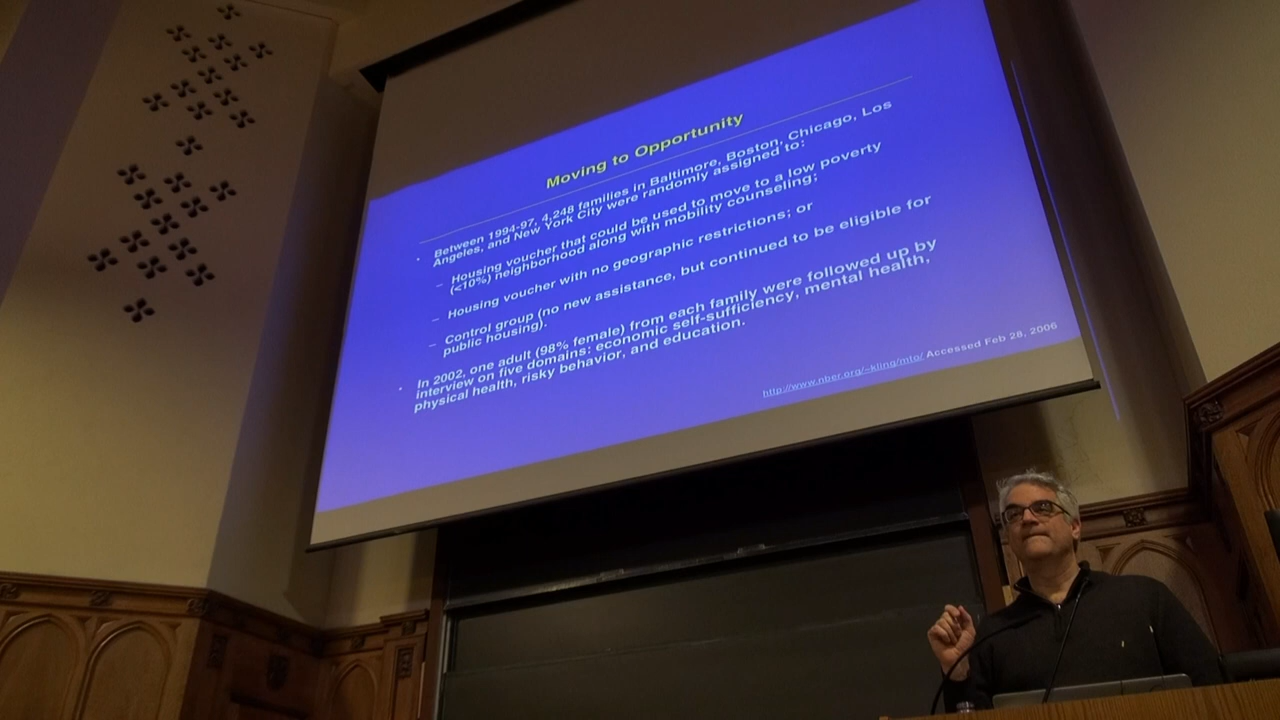 Moving to Opportunity
• Between 1994-97, 4,248 families in Baltimore, Boston, Chicago, Los
Angeles, and New York City were randomly assigned to:
– Housing voucher that could be used to move to a low poverty
(<10%) neighborhood along with mobility counseling;
– Housing voucher with no geographic restrictions; or
– Control group (no new assistance, but continued to be eligible for
public housing).
• In 2002, one adult (98% female) from each family were followed up by
interview on five domains: economic self-sufficiency, mental health,
physical health, risky behavior, and education.
http://www.nber.org/~kling/mto/ Accessed Feb 28, 2006